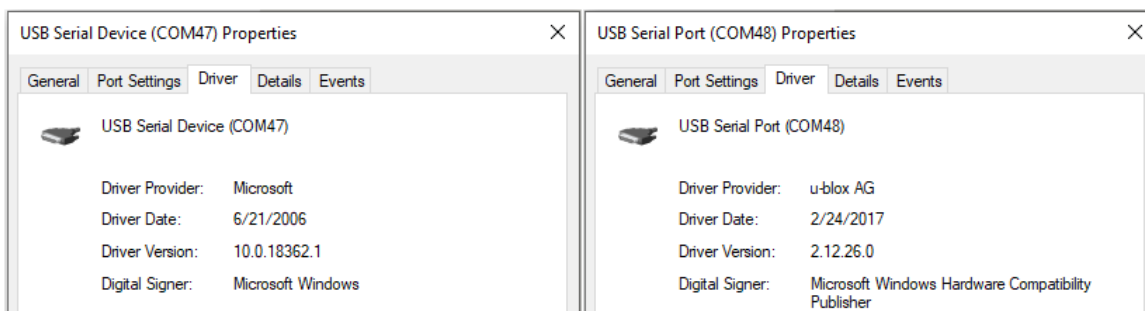 USB Serial Device (COM47) Properties
General Port Settings Driver Details Events
USB Serial Device (COM47)
Driver Provider: Microsoft
Driver Date: 6/21/2006
Driver Version: 10.0.18362.1
Digital Signer: Microsoft Windows
USB Serial Port (COM48) Properties
General Port Settings Driver Details Events
USB Serial Port (COM48)
Driver Provider: u-blox AG
Driver Date: 2/24/2017
Driver Version: 2.12.26.0
Digital Signer: Microsoft Windows Hardware Compatibility
Publisher